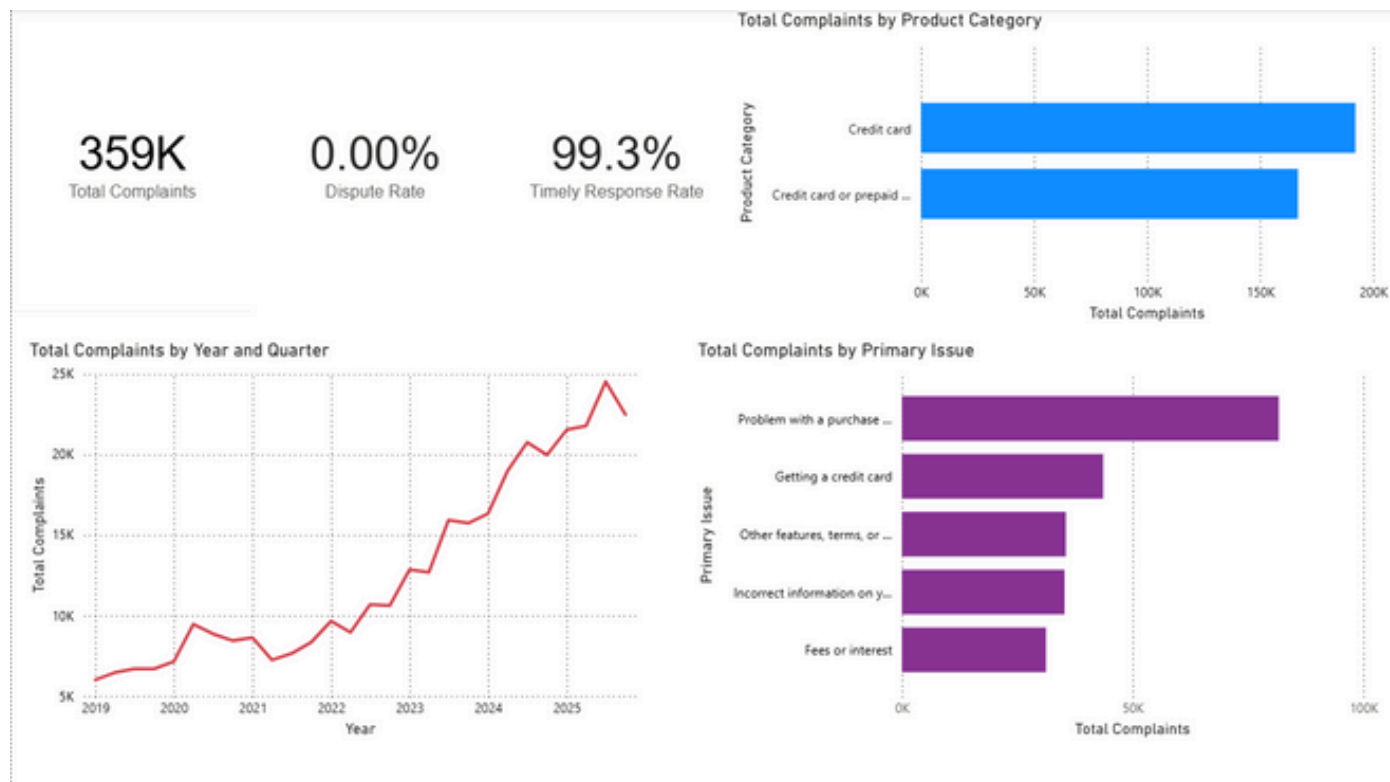 359K
Total Complaints
0.00%
Dispute Rate
99.3%
Timely Response Rate
Total Complaints by Product Category
Product Category
Credit card
Credit card or prepaid ...
0K 50K 100K 150K 200K
Total Complaints
Total Complaints by Year and Quarter
Total Complaints
25K
20K
15K
10K
5K
2019 2020 2021 2022 2023 2024 2025
Year
Total Complaints by Primary Issue
Primary Issue
Problem with a purchase ...
Getting a credit card
Other features, terms, or ...
Incorrect information on y...
Fees or interest
0K 50K 100K
Total Complaints